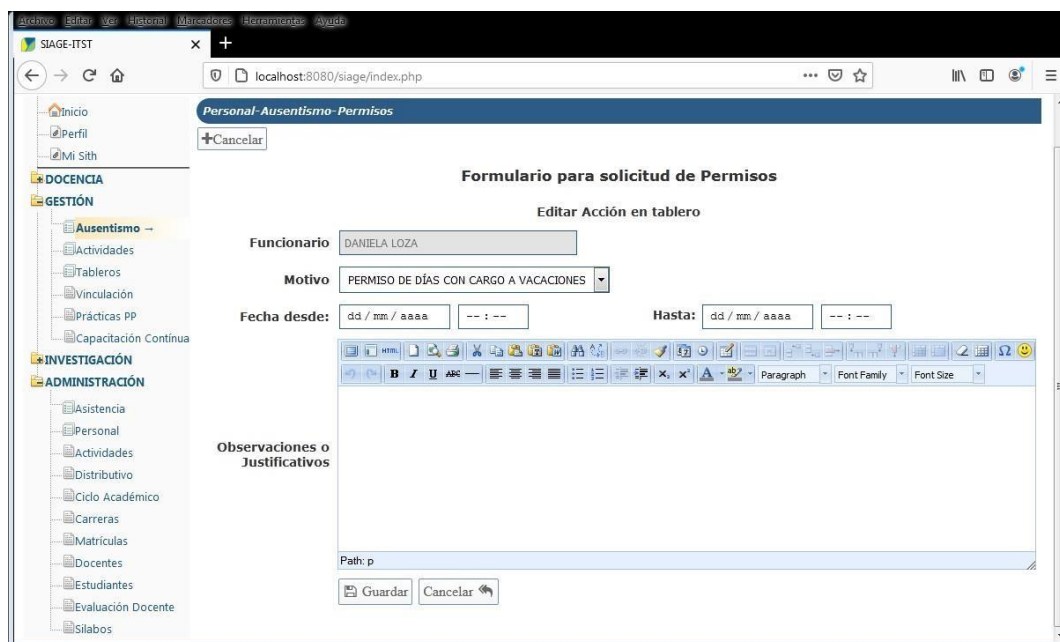 Archivo Editar Ver Historial Marcadores Herramientas Ayuda
SIAGE-ITST
localhost:8080/siage/index.php
Inicio
Perfil
Mi Sith
DOCENCIA
GESTIÓN
Ausentismo →
Actividades
Tableros
Vinculación
Prácticas PP
Capacitación Contínua
INVESTIGACIÓN
ADMINISTRACIÓN
Asistencia
Personal
Actividades
Distributivo
Ciclo Académico
Carreras
Matrículas
Docentes
Estudiantes
Evaluación Docente
Silabos
Personal-Ausentismo-Permisos
Cancelar
Formulario para solicitud de Permisos
Editar Acción en tablero
Funcionario DANIELA LOZA
Motivo PERMISO DE DÍAS CON CARGO A VACACIONES
Fecha desde: dd / mm / aaaa -- : -- Hasta: dd / mm / aaaa -- : --
HTML
B I U ABC Paragraph Font Family Font Size
Observaciones o
Justificativos
Path: p
Guardar Cancelar